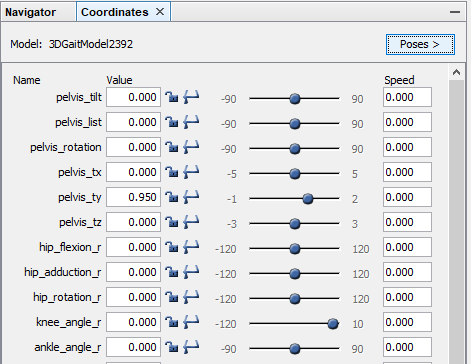 Navigator Coordinates ×
Model: 3DGaitModel2392 Poses >
Name Value Speed
pelvis_tilt 0.000 -90 90 0.000
pelvis_list 0.000 -90 90 0.000
pelvis_rotation 0.000 -90 90 0.000
pelvis_tx 0.000 -5 5 0.000
pelvis_ty 0.950 -1 2 0.000
pelvis_tz 0.000 -3 3 0.000
hip_flexion_r 0.000 -120 120 0.000
hip_adduction_r 0.000 -120 120 0.000
hip_rotation_r 0.000 -120 120 0.000
knee_angle_r 0.000 -120 10 0.000
ankle_angle_r 0.000 -90 90 0.000